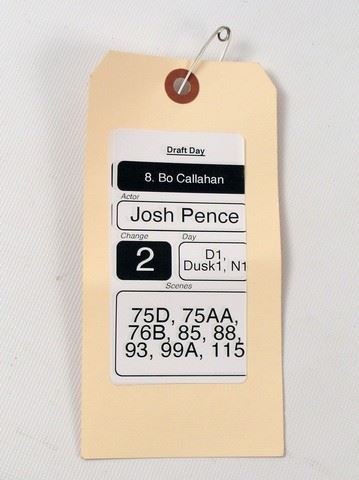 Draft Day
8. Bo Callahan
Actor
Josh Pence
Change Day
2
D1,
Dusk1, N1
Scenes
75D, 75AA,
76B, 85, 88,
93, 99A, 115